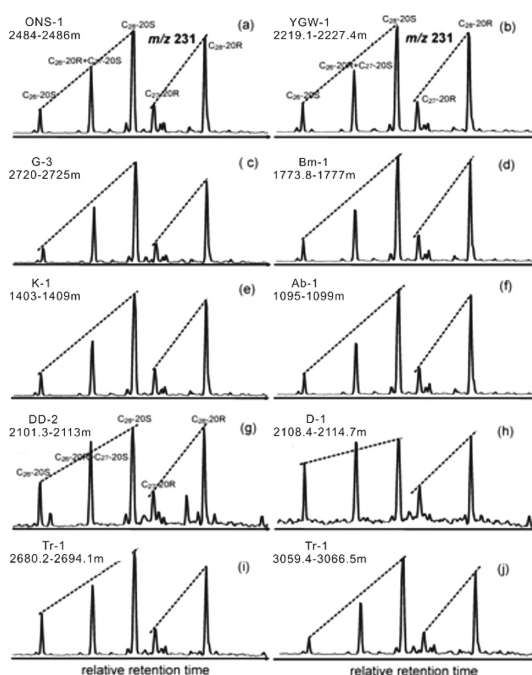 ONS-1
2484-2486m
C₂₈-20S
(a)
m/z 231
C₂₈-20R
C₂₆-20R+C₂₇-20S
C₂₆-20S
C₂₇-20R
YGW-1
2219.1-2227.4m
C₂₈-20S
(b)
m/z 231
C₂₈-20R
C₂₆-20R+C₂₇-20S
C₂₆-20S
C₂₇-20R
G-3
2720-2725m
(c)
Bm-1
1773.8-1777m
(d)
K-1
1403-1409m
(e)
Ab-1
1095-1099m
(f)
DD-2
2101.3-2113m
C₂₈-20S
C₂₈-20R
(g)
C₂₆-20S
C₂₆-20R+C₂₇-20S
C₂₇-20R
D-1
2108.4-2114.7m
(h)
Tr-1
2680.2-2694.1m
(i)
Tr-1
3059.4-3066.5m
(j)
relative retention time
relative retention time